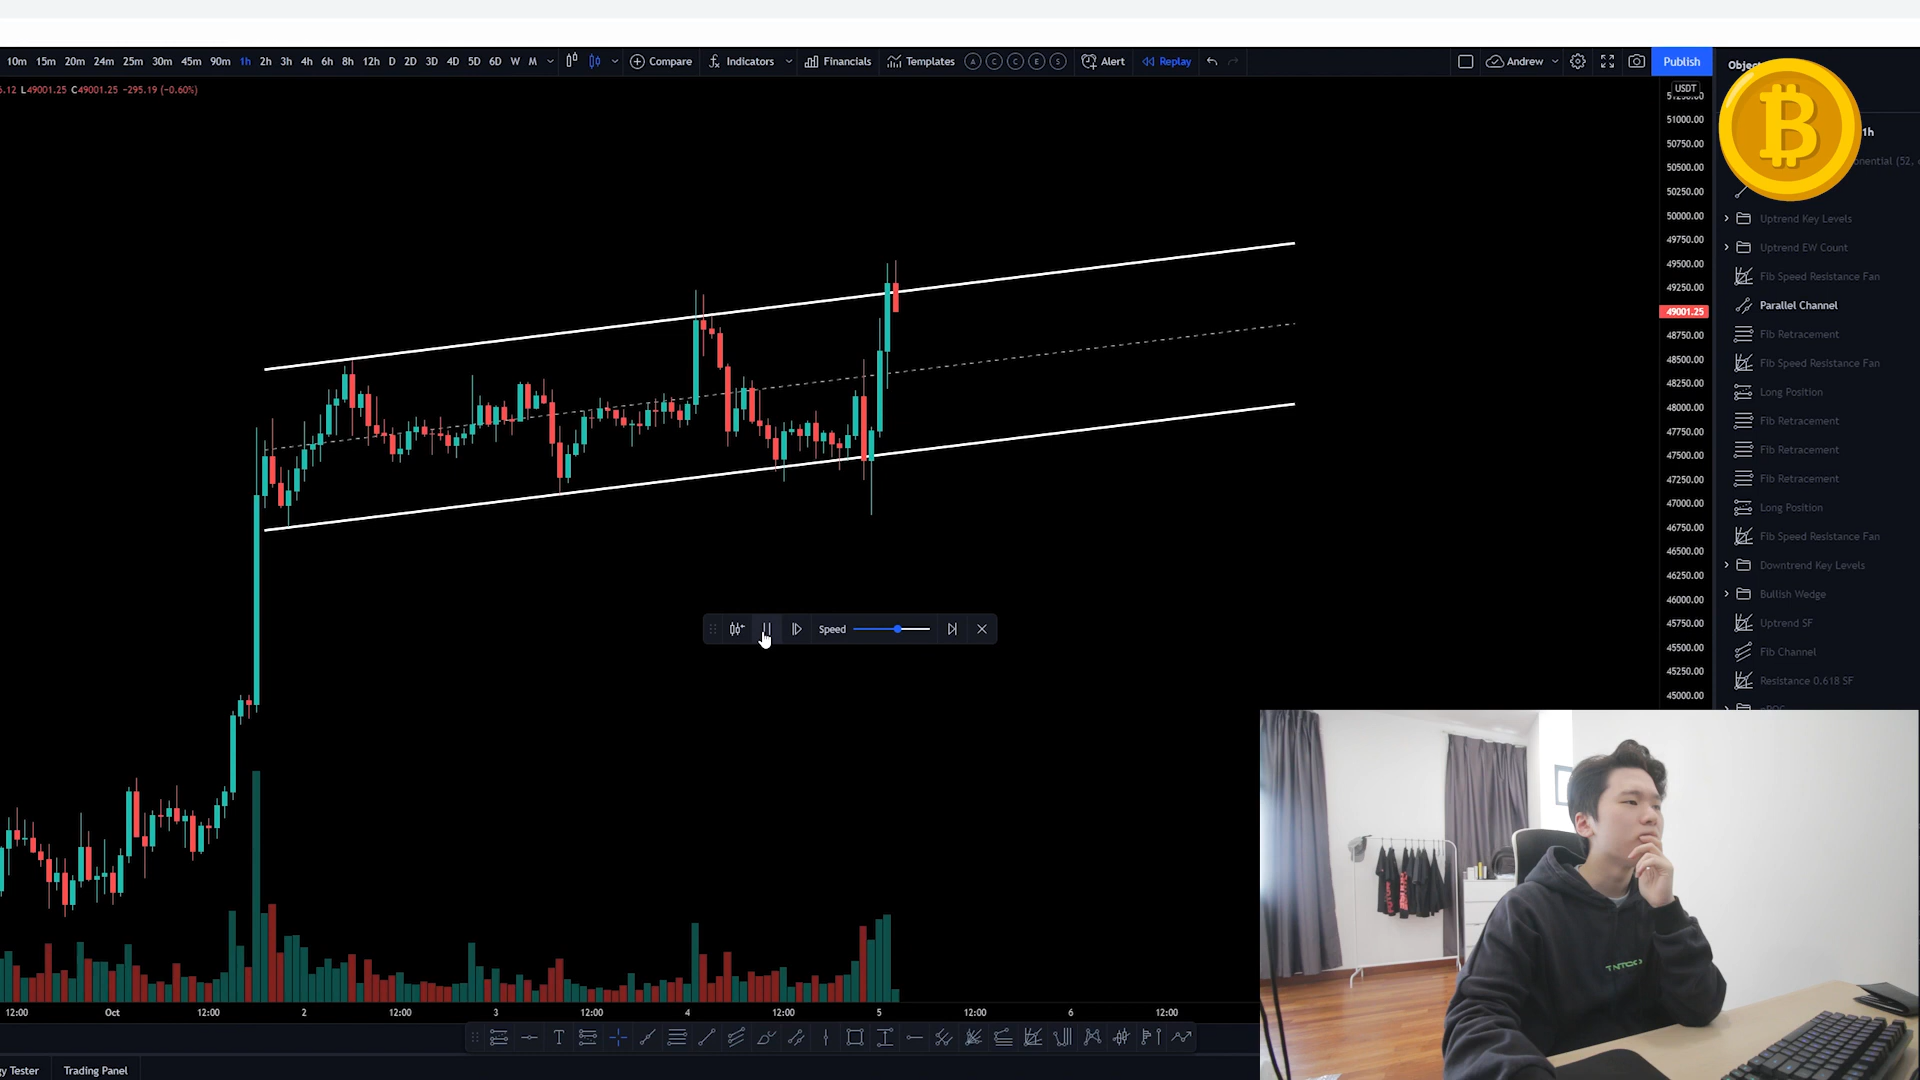 10m 15m 20m 24m 25m 30m 45m 90m 1h 2h 3h 4h 6h 8h 12h D 2D 3D 4D 5D 6D W M
Compare
Indicators
Financials
Templates
A C C E S
Alert
Replay
Andrew
Publish
L49001.25 C49001.25 -295.19 (-0.60%)
USDT
51000.00
50750.00
50500.00
50250.00
50000.00
49750.00
49500.00
49250.00
49001.25
48750.00
48500.00
48250.00
48000.00
47750.00
47500.00
47250.00
47000.00
46750.00
46500.00
46250.00
46000.00
45750.00
45500.00
45250.00
45000.00
1h
Uptrend Key Levels
Uptrend EW Count
Fib Speed Resistance Fan
Parallel Channel
Fib Retracement
Fib Speed Resistance Fan
Long Position
Fib Retracement
Fib Retracement
Fib Retracement
Long Position
Fib Speed Resistance Fan
Downtrend Key Levels
Bullish Wedge
Uptrend SF
Fib Channel
Resistance 0.618 SF
Speed
12:00 Oct 12:00 2 12:00 3 12:00 4 12:00 5 12:00 6 12:00
Tester
Trading Panel